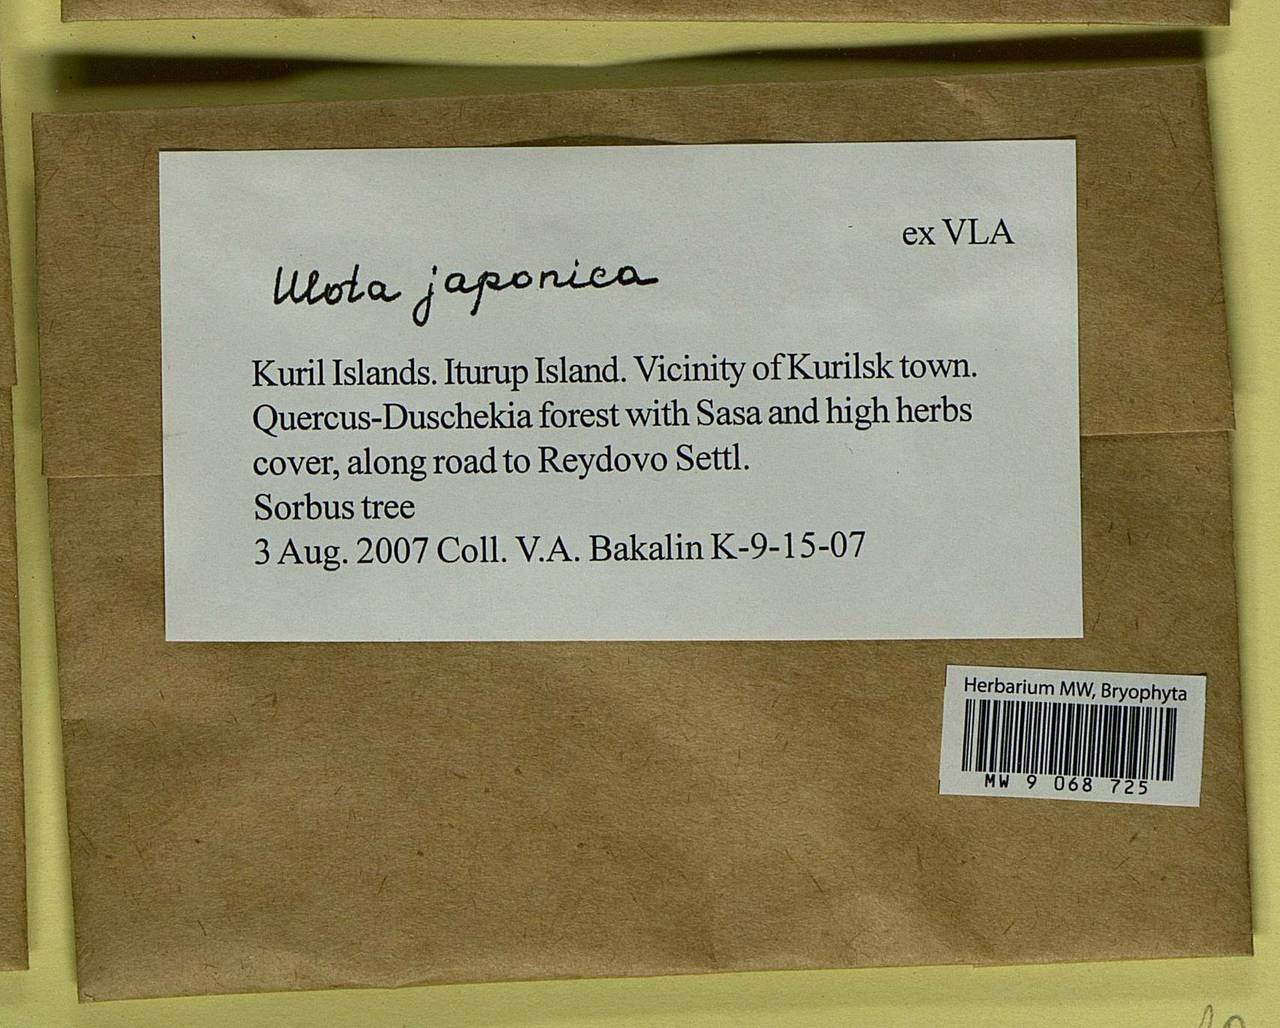 ex VLA
Ulota japonica
Kuril Islands. Iturup Island. Vicinity of Kurilsk town.
Quercus-Duschekia forest with Sasa and high herbs
cover, along road to Reydovo Settl.
Sorbus tree
3 Aug. 2007 Coll. V.A. Bakalin K-9-15-07
Herbarium MW, Bryophyta
MW 9 068 725